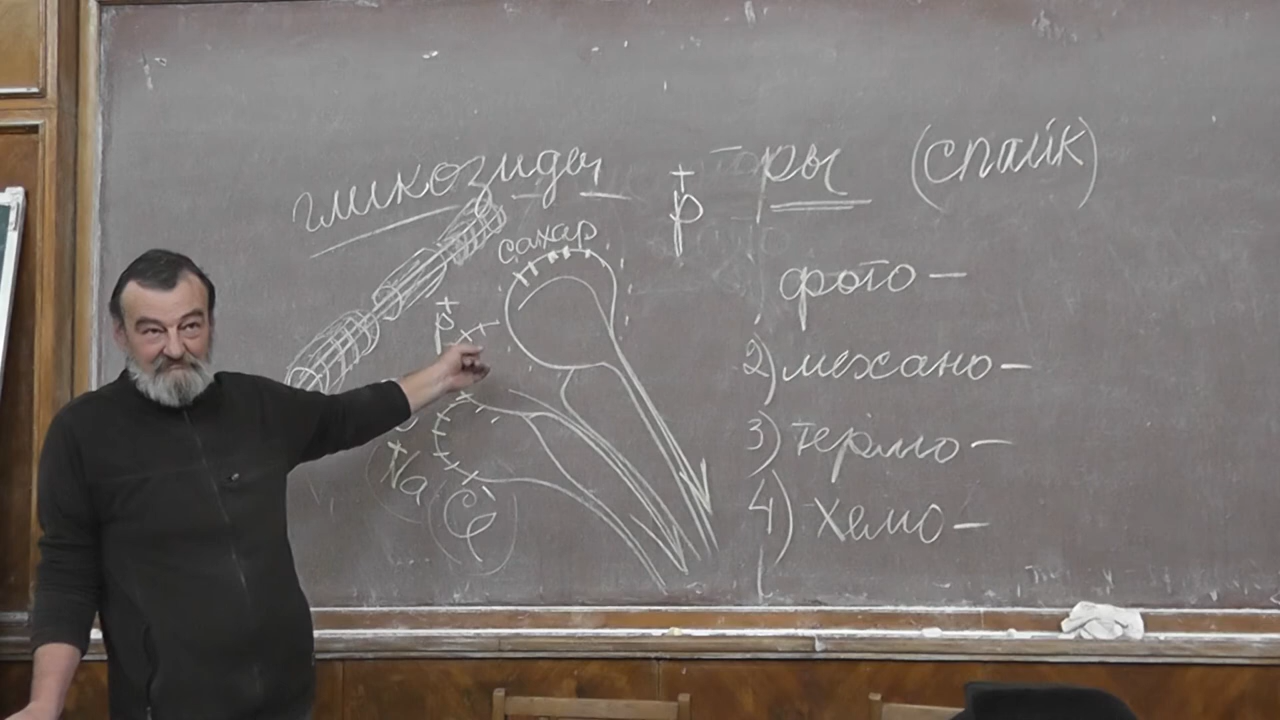 гликозиды
p+
-ры (спайк)
сахар
фото-
p+
2) механо-
3) термо-
4) хемо-
Na
Cl-